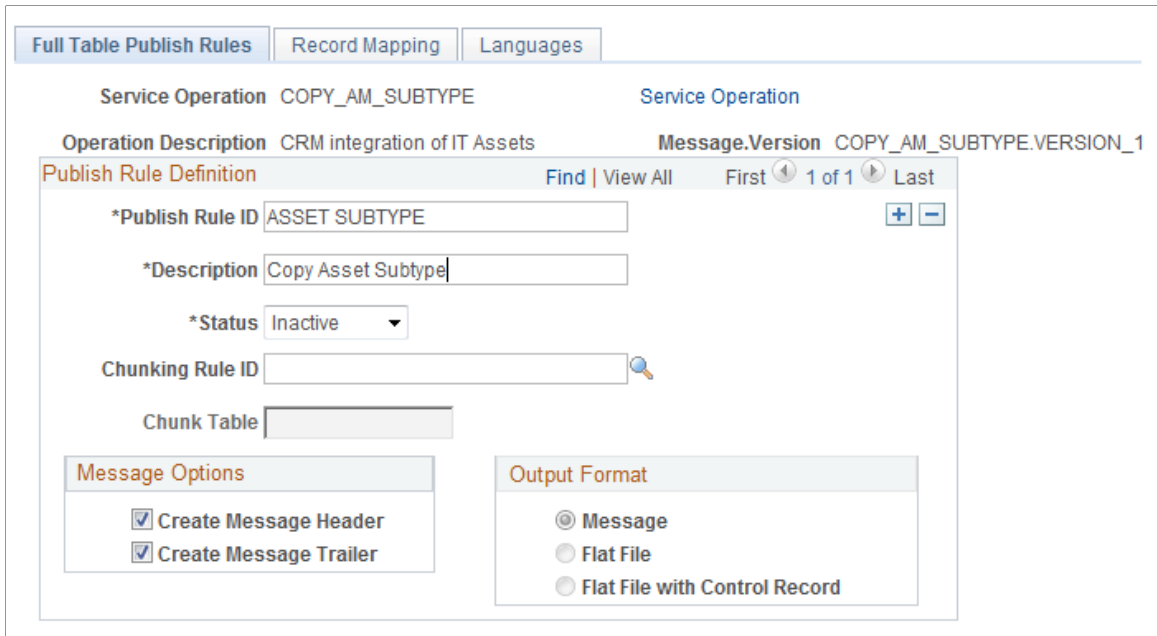 Full Table Publish Rules Record Mapping Languages
Service Operation COPY_AM_SUBTYPE Service Operation
Operation Description CRM integration of IT Assets Message.Version COPY_AM_SUBTYPE.VERSION_1
Publish Rule Definition Find | View All First 1 of 1 Last
*Publish Rule ID ASSET SUBTYPE
*Description Copy Asset Subtype
*Status Inactive
Chunking Rule ID
Chunk Table
Message Options Output Format
Create Message Header Message
Create Message Trailer Flat File
Flat File with Control Record